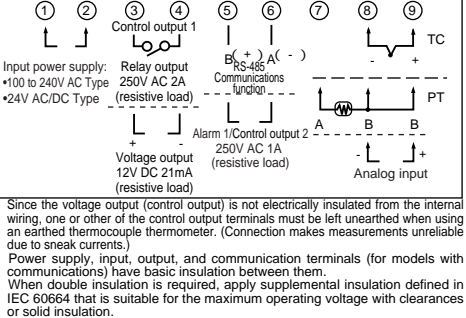 ① ② ③ ④ ⑤ ⑥ ⑦ ⑧ ⑨
Control output 1
TC
B( + ) A( - )
- +
Input power supply:
•100 to 240V AC Type
•24V AC/DC Type
Relay output
250V AC 2A
(resistive load)
RS-485
Communications
function
PT
A B B
+ -
Voltage output
12V DC 21mA
(resistive load)
Alarm 1/Control output 2
250V AC 1A
(resistive load)
- +
Analog input
Since the voltage output (control output) is not electrically insulated from the internal
wiring, one or other of the control output terminals must be left unearthed when using
an earthed thermocouple thermometer. (Connection makes measurements unreliable
due to sneak currents.)
Power supply, input, output, and communication terminals (for models with
communications) have basic insulation between them.
When double insulation is required, apply supplemental insulation defined in
IEC 60664 that is suitable for the maximum operating voltage with clearances
or solid insulation.